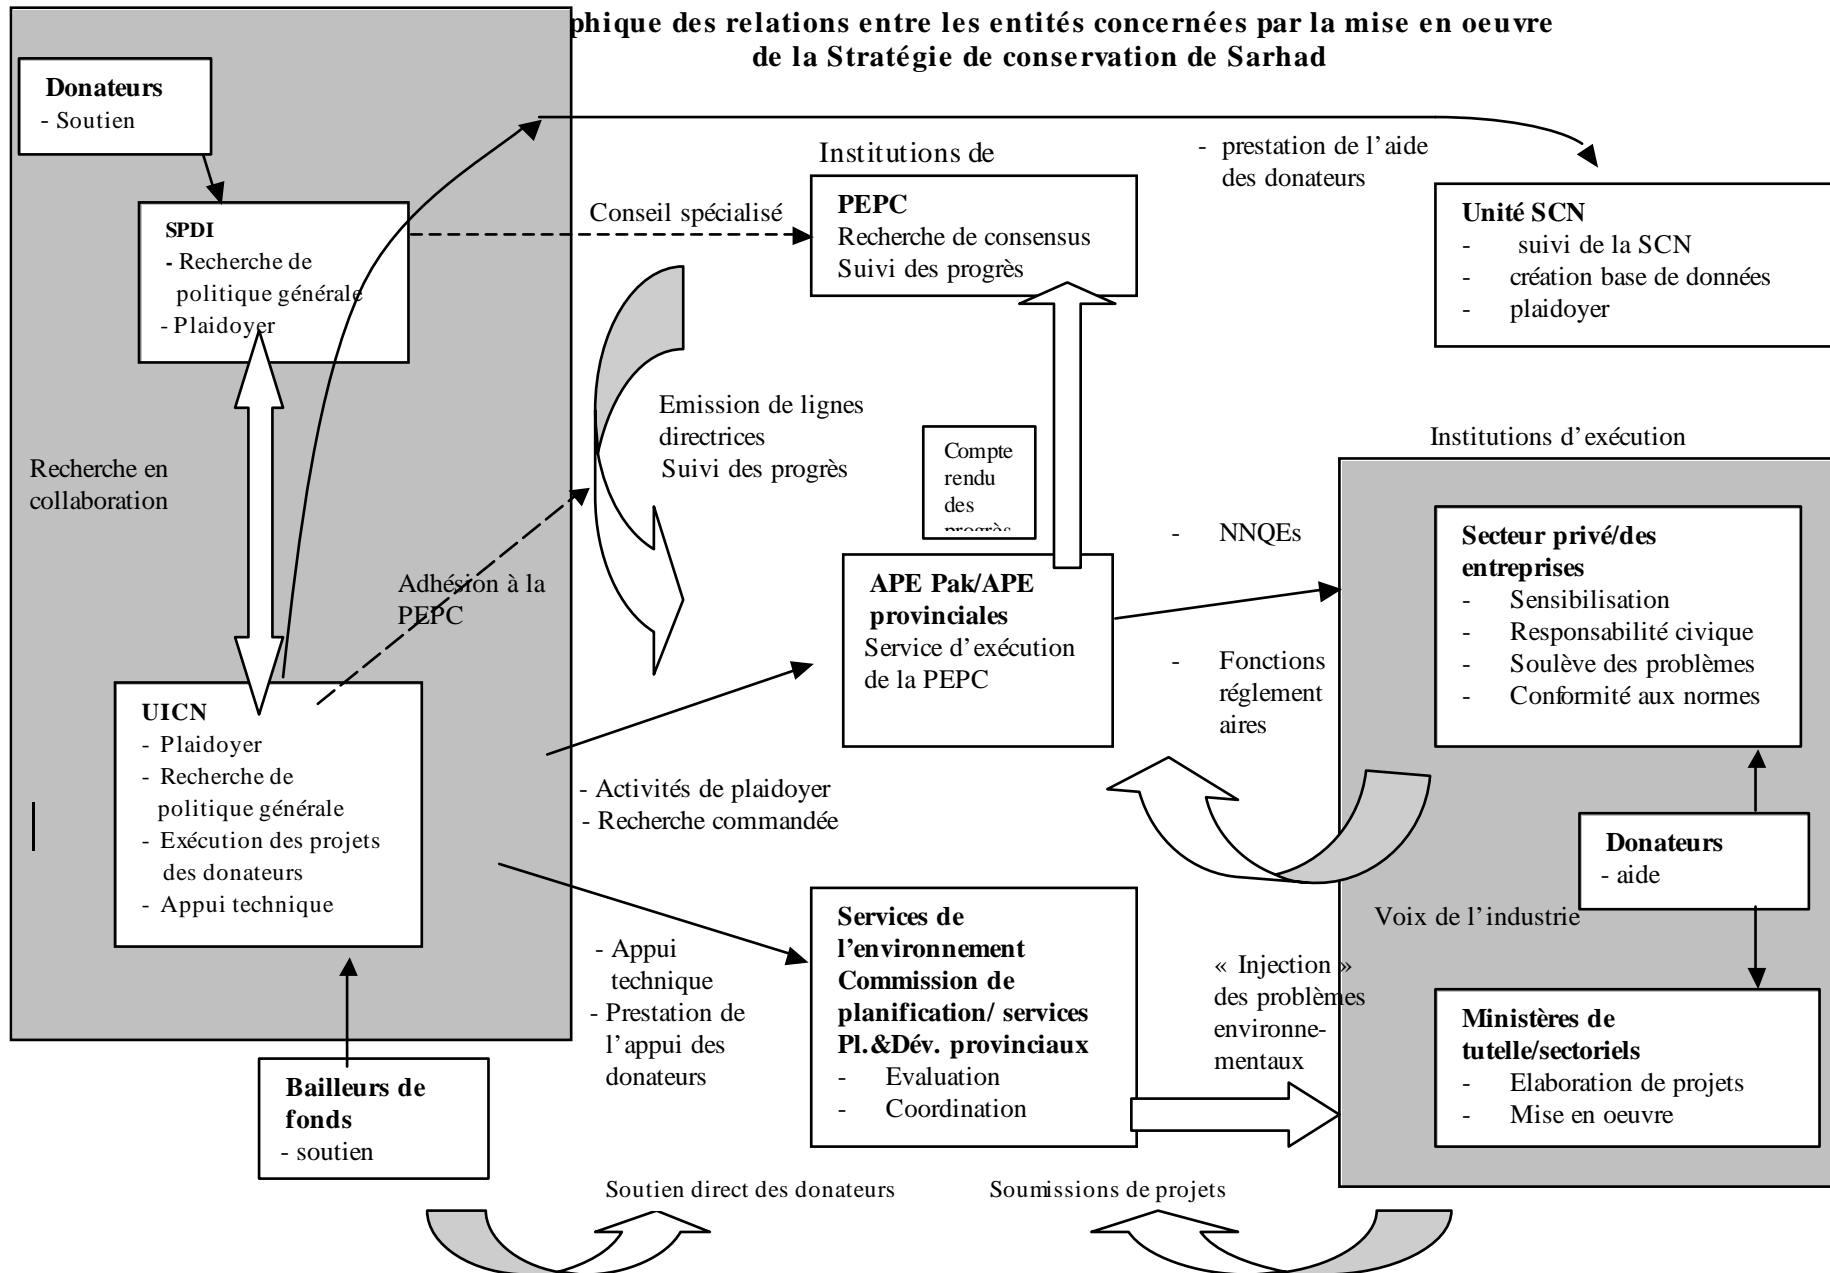 phique des relations entre les entités concernées par la mise en oeuvre
de la Stratégie de conservation de Sarhad
Donateurs
- Soutien
SPDI
- Recherche de
politique générale
- Plaidoyer
Recherche en
collaboration
UICN
- Plaidoyer
- Recherche de
politique générale
- Exécution des projets
des donateurs
- Appui technique
Bailleurs de
fonds
- soutien
Conseil spécialisé
Institutions de
PEPC
Recherche de consensus
Suivi des progrès
- prestation de l'aide
des donateurs
Unité SCN
- suivi de la SCN
- création base de données
- plaidoyer
Emission de lignes
directrices
Suivi des progrès
Adhésion à la
PEPC
Compte
rendu
des
progrès
APE Pak/APE
provinciales
Service d'exécution
de la PEPC
- NNQEs
- Fonctions
réglement
aires
Institutions d'exécution
Secteur privé/des
entreprises
- Sensibilisation
- Responsabilité civique
- Soulève des problèmes
- Conformité aux normes
Donateurs
- aide
Voix de l'industrie
Ministères de
tutelle/sectoriels
- Elaboration de projets
- Mise en oeuvre
- Activités de plaidoyer
- Recherche commandée
- Appui
technique
- Prestation de
l'appui des
donateurs
Services de
l'environnement
Commission de
planification/ services
Pl.&Dév. provinciaux
- Evaluation
- Coordination
« Injection »
des problèmes
environne-
mentaux
Soutien direct des donateurs
Soumissions de projets